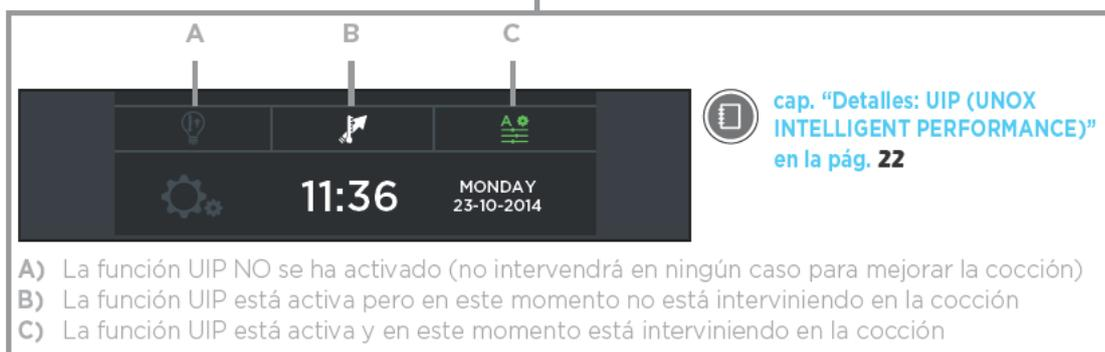 A B C
A
11:36
MONDAY
23-10-2014
cap. “Detalles: UIP (UNOX
INTELLIGENT PERFORMANCE)”
en la pág. 22
A) La función UIP NO se ha activado (no intervendrá en ningún caso para mejorar la cocción)
B) La función UIP está activa pero en este momento no está interviniendo en la cocción
C) La función UIP está activa y en este momento está interviniendo en la cocción